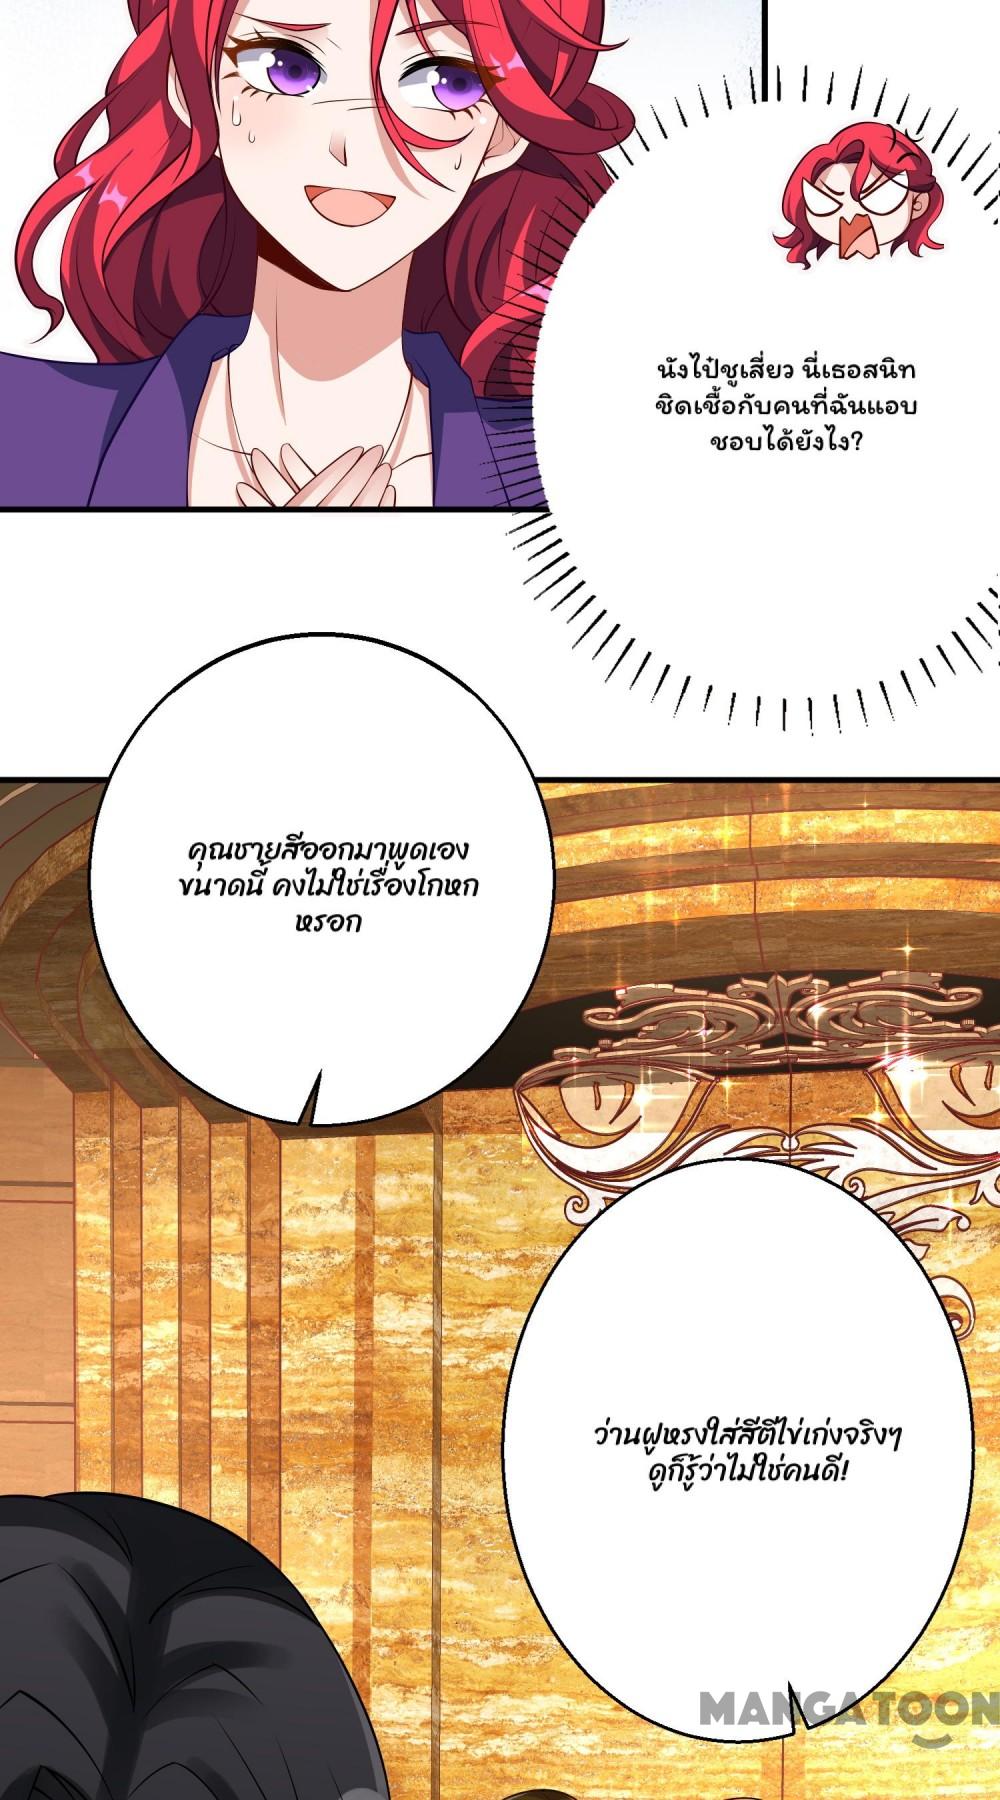 นังไป๋ชูเสี่ยว นี่เธอสนิท
ชิดเชื้อกับคนที่ฉันแอบ
ชอบได้ยังไง?
คุณชายสีออกมาพูดเอง
ขนาดนี้ คงไม่ใช่เรื่องโกหก
หรอก
ว่านฝูหรงใส่สีตีไข่เก่งจริงๆ
ดูก็รู้ว่าไม่ใช่คนดี!
MANGATOON